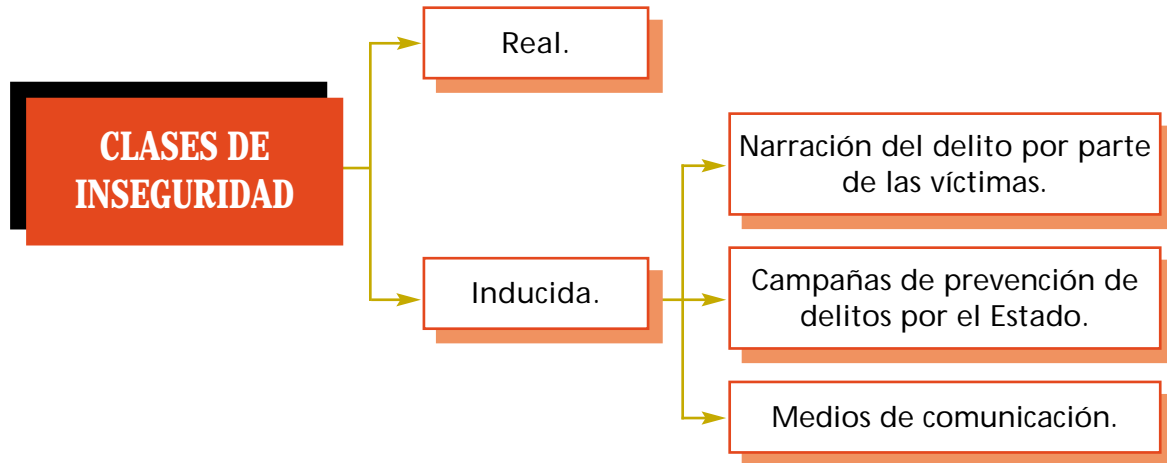 CLASES DE
INSEGURIDAD
Real.
Inducida.
Narración del delito por parte
de las víctimas.
Campañas de prevención de
delitos por el Estado.
Medios de comunicación.